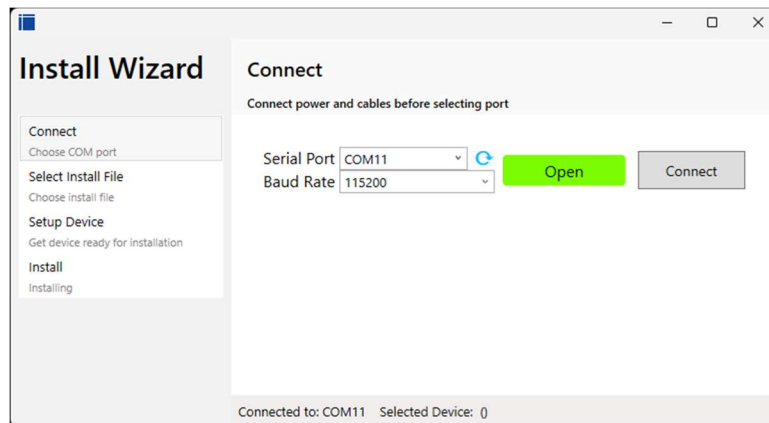 Install Wizard
Connect
Choose COM port
Select Install File
Choose install file
Setup Device
Get device ready for installation
Install
Installing
Connect
Connect power and cables before selecting port
Serial Port COM11
Baud Rate 115200
Open
Connect
Connected to: COM11 Selected Device: ()